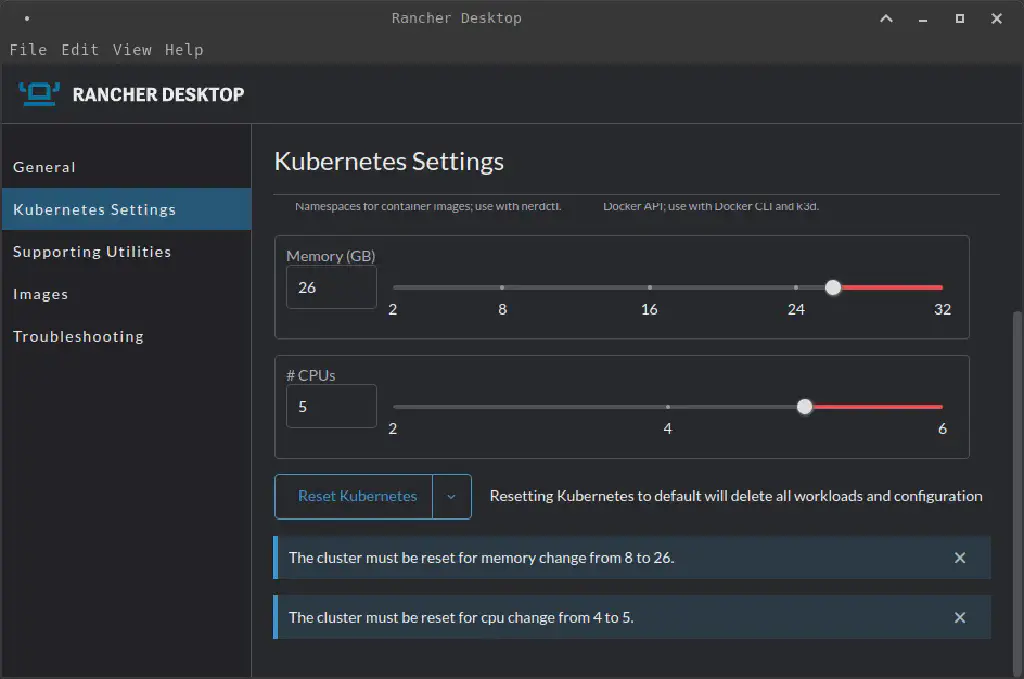 Rancher Desktop
File Edit View Help
RANCHER DESKTOP
General
Kubernetes Settings
Supporting Utilities
Images
Troubleshooting
Kubernetes Settings
Namespaces for container images; use with nerdctl. Docker API; use with Docker CLI and k3d.
Memory (GB)
26
2 8 16 24 32
# CPUs
5
2 4 6
Reset Kubernetes Resetting Kubernetes to default will delete all workloads and configuration
The cluster must be reset for memory change from 8 to 26.
The cluster must be reset for cpu change from 4 to 5.